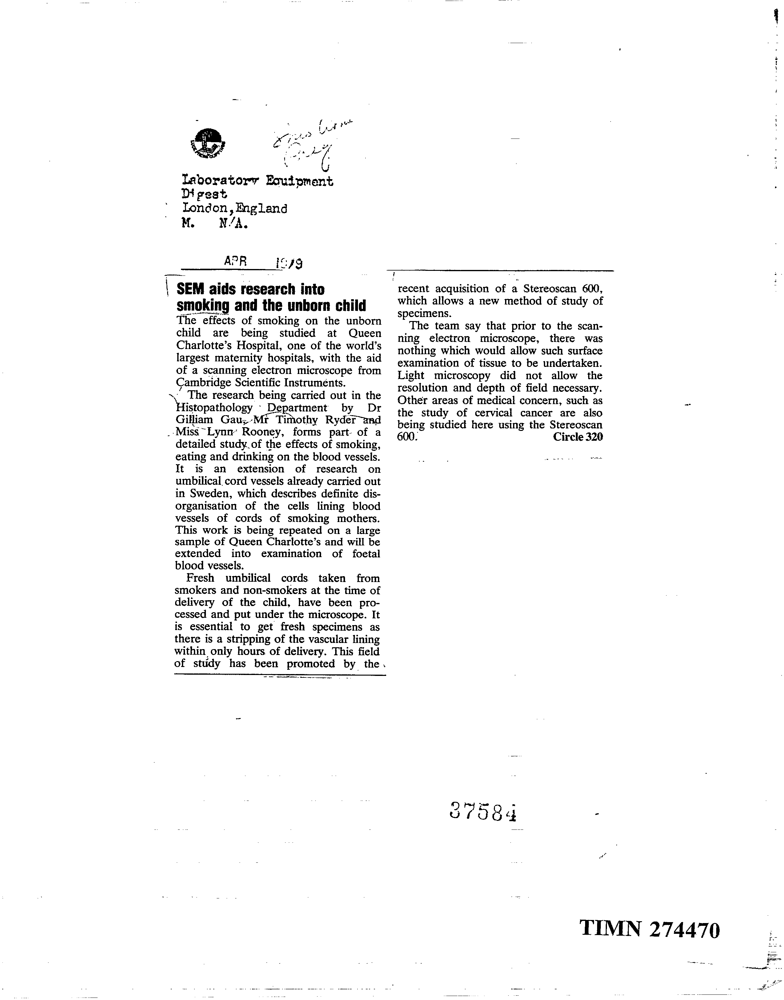 Laboratory Equipment
Digest
London, England
M. N/A.
APR 1979
SEM aids research into
smoking and the unborn child
The effects of smoking on the unborn
child are being studied at Queen
Charlotte's Hospital, one of the world's
largest maternity hospitals, with the aid
of a scanning electron microscope from
Cambridge Scientific Instruments.
The research being carried out in the
Histopathology Department by Dr
Gilliam Gau, Mr Timothy Ryder and
Miss Lynn Rooney, forms part of a
detailed study of the effects of smoking,
eating and drinking on the blood vessels.
It is an extension of research on
umbilical cord vessels already carried out
in Sweden, which describes definite dis-
organisation of the cells lining blood
vessels of cords of smoking mothers.
This work is being repeated on a large
sample of Queen Charlotte's and will be
extended into examination of foetal
blood vessels.
Fresh umbilical cords taken from
smokers and non-smokers at the time of
delivery of the child, have been pro-
cessed and put under the microscope. It
is essential to get fresh specimens as
there is a stripping of the vascular lining
within only hours of delivery. This field
of study has been promoted by the
recent acquisition of a Stereoscan 600,
which allows a new method of study of
specimens.
The team say that prior to the scan-
ning electron microscope, there was
nothing which would allow such surface
examination of tissue to be undertaken.
Light microscopy did not allow the
resolution and depth of field necessary.
Other areas of medical concern, such as
the study of cervical cancer are also
being studied here using the Stereoscan
600. Circle 320
37584
TIMN 274470